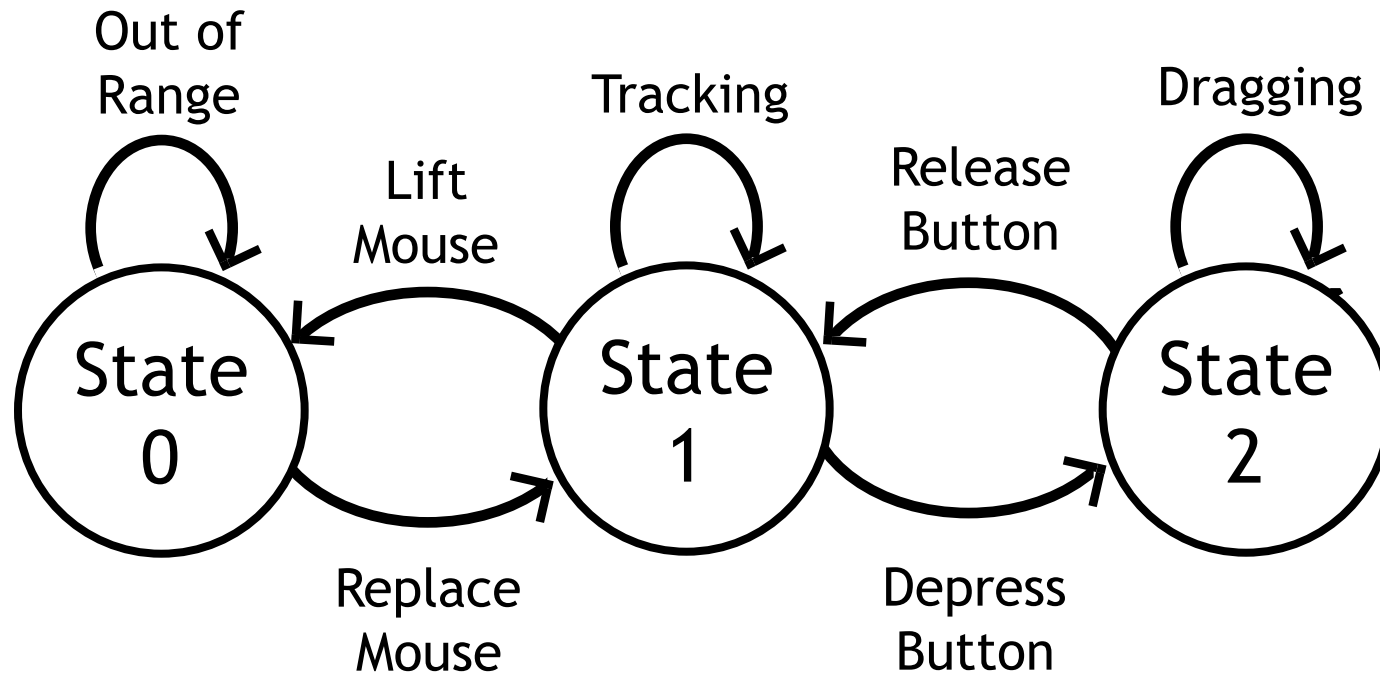 Out of
Range
Tracking
Dragging
Lift
Mouse
Release
Button
State
0
State
1
State
2
Replace
Mouse
Depress
Button